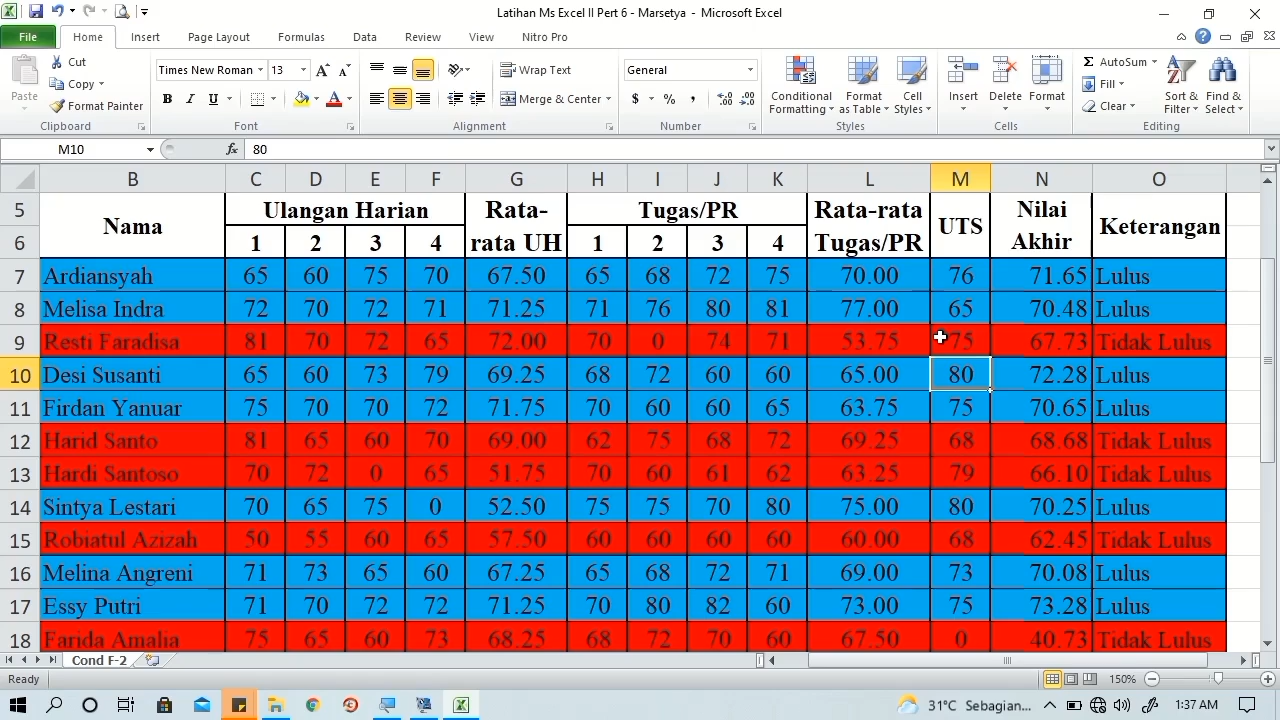 Latihan Ms Excel II Pert 6 - Marsetya - Microsoft Excel
File Home Insert Page Layout Formulas Data Review View Nitro Pro
Paste Cut Copy Format Painter Clipboard
Times New Roman 13 B I U A A A Font
Wrap Text Merge & Center Alignment
General $ % , .00 .0 Number
Conditional Formatting Format as Table Cell Styles Styles
Insert Delete Format Cells
Σ AutoSum Fill Clear Sort & Filter Find & Select Editing
M10 fx 80
B C D E F G H I J K L M N O
5 Nama Ulangan Harian Rata-rata UH Tugas/PR Rata-rata Tugas/PR UTS Nilai Akhir Keterangan
6 1 2 3 4 1 2 3 4
7 Ardiansyah 65 60 75 70 67.50 65 68 72 75 70.00 76 71.65 Lulus
8 Melisa Indra 72 70 72 71 71.25 71 76 80 81 77.00 65 70.48 Lulus
9 Resti Faradisa 81 70 72 65 72.00 70 0 74 71 53.75 75 67.73 Tidak Lulus
10 Desi Susanti 65 60 73 79 69.25 68 72 60 60 65.00 80 72.28 Lulus
11 Firdan Yanuar 75 70 70 72 71.75 70 60 60 65 63.75 75 70.65 Lulus
12 Harid Santo 81 65 60 70 69.00 62 75 68 72 69.25 68 68.68 Tidak Lulus
13 Hardi Santoso 70 72 0 65 51.75 70 60 61 62 63.25 79 66.10 Tidak Lulus
14 Sintya Lestari 70 65 75 0 52.50 75 75 70 80 75.00 80 70.25 Lulus
15 Robiatul Azizah 50 55 60 65 57.50 60 60 60 60 60.00 68 62.45 Tidak Lulus
16 Melina Angreni 71 73 65 60 67.25 65 68 72 71 69.00 73 70.08 Lulus
17 Essy Putri 71 70 72 72 71.25 70 80 82 60 73.00 75 73.28 Lulus
18 Farida Amalia 75 65 60 73 68.25 68 72 70 60 67.50 0 40.73 Tidak Lulus
Cond F-2
Ready 150%
31°C Sebagian... 1:37 AM